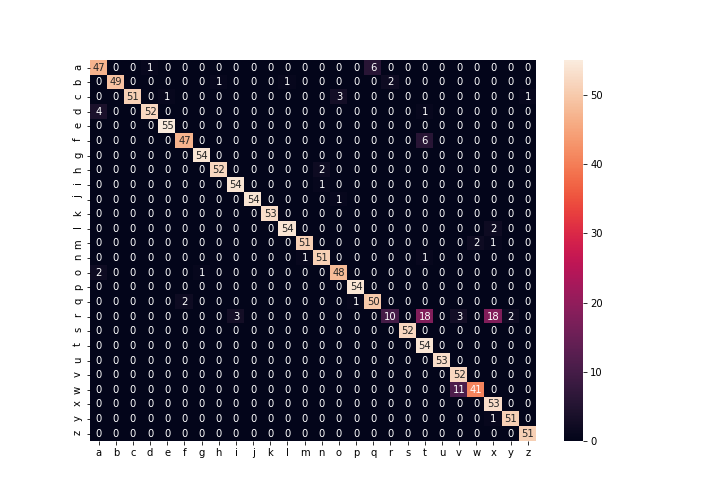 a 47 0 0 1 0 0 0 0 0 0 0 0 0 0 0 0 6 0 0 0 0 0 0 0 0 0
b 0 49 0 0 0 0 0 1 0 0 0 1 0 0 0 0 0 2 0 0 0 0 0 0 0 0
c 0 0 51 0 1 0 0 0 0 0 0 0 0 0 3 0 0 0 0 0 0 0 0 0 0 1
d 4 0 0 52 0 0 0 0 0 0 0 0 0 0 0 0 0 0 0 1 0 0 0 0 0 0
e 0 0 0 0 55 0 0 0 0 0 0 0 0 0 0 0 0 0 0 0 0 0 0 0 0 0
f 0 0 0 0 0 47 0 0 0 0 0 0 0 0 0 0 0 0 0 6 0 0 0 0 0 0
g 0 0 0 0 0 0 54 0 0 0 0 0 0 0 0 0 0 0 0 0 0 0 0 0 0 0
h 0 0 0 0 0 0 0 52 0 0 0 0 0 2 0 0 0 0 0 0 0 0 0 0 0 0
i 0 0 0 0 0 0 0 0 54 0 0 0 0 1 0 0 0 0 0 0 0 0 0 0 0 0
j 0 0 0 0 0 0 0 0 0 54 0 0 0 0 1 0 0 0 0 0 0 0 0 0 0 0
k 0 0 0 0 0 0 0 0 0 0 53 0 0 0 0 0 0 0 0 0 0 0 0 0 0 0
l 0 0 0 0 0 0 0 0 0 0 0 54 0 0 0 0 0 0 0 0 0 0 0 2 0 0
m 0 0 0 0 0 0 0 0 0 0 0 0 51 0 0 0 0 0 0 0 0 0 2 1 0 0
n 0 0 0 0 0 0 0 0 0 0 0 0 1 51 0 0 0 0 0 1 0 0 0 0 0 0
o 2 0 0 0 0 0 1 0 0 0 0 0 0 0 48 0 0 0 0 0 0 0 0 0 0 0
p 0 0 0 0 0 0 0 0 0 0 0 0 0 0 0 54 0 0 0 0 0 0 0 0 0 0
q 0 0 0 0 0 2 0 0 0 0 0 0 0 0 0 1 50 0 0 0 0 0 0 0 0 0
r 0 0 0 0 0 0 0 0 3 0 0 0 0 0 0 0 0 10 0 18 0 3 0 18 2 0
s 0 0 0 0 0 0 0 0 0 0 0 0 0 0 0 0 0 0 52 0 0 0 0 0 0 0
t 0 0 0 0 0 0 0 0 0 0 0 0 0 0 0 0 0 0 0 54 0 0 0 0 0 0
u 0 0 0 0 0 0 0 0 0 0 0 0 0 0 0 0 0 0 0 0 53 0 0 0 0 0
v 0 0 0 0 0 0 0 0 0 0 0 0 0 0 0 0 0 0 0 0 0 52 0 0 0 0
w 0 0 0 0 0 0 0 0 0 0 0 0 0 0 0 0 0 0 0 0 0 11 41 0 0 0
x 0 0 0 0 0 0 0 0 0 0 0 0 0 0 0 0 0 0 0 0 0 0 0 53 0 0
y 0 0 0 0 0 0 0 0 0 0 0 0 0 0 0 0 0 0 0 0 0 0 0 1 51 0
z 0 0 0 0 0 0 0 0 0 0 0 0 0 0 0 0 0 0 0 0 0 0 0 0 0 51
a b c d e f g h i j k l m n o p q r s t u v w x y z
50
40
30
20
10
0